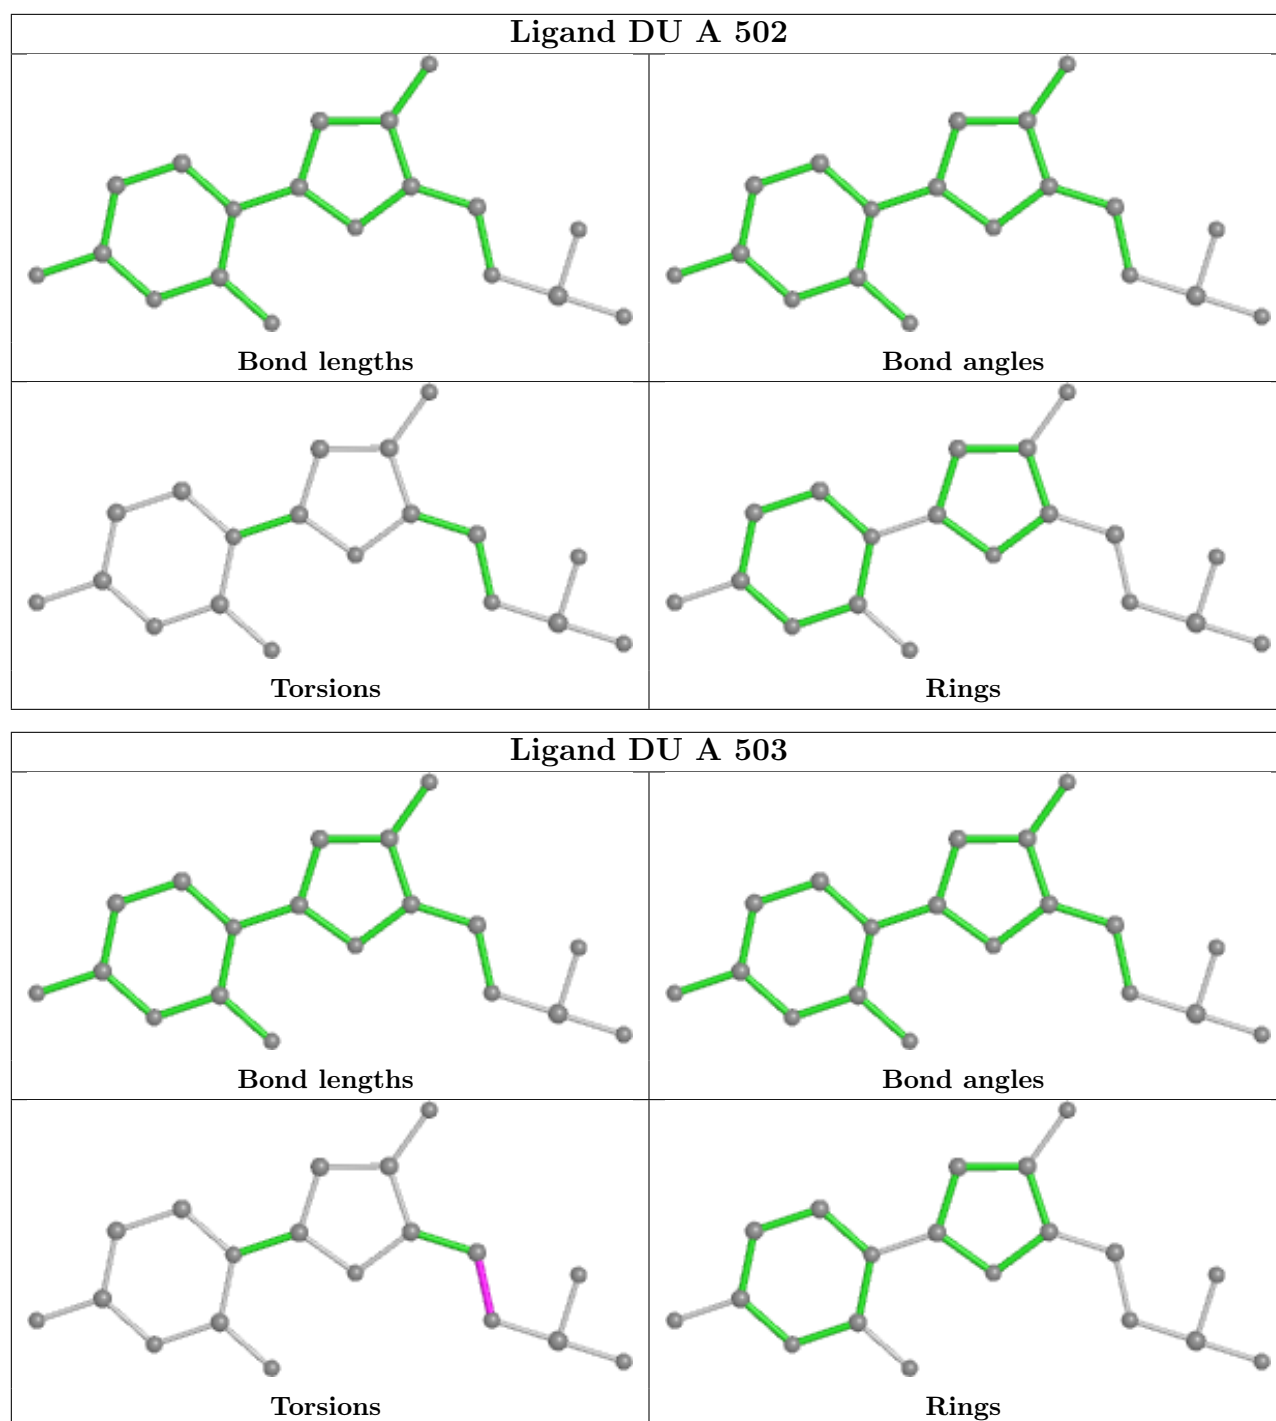 Ligand DU A 502
Bond lengths
Bond angles
Torsions
Rings
Ligand DU A 503
Bond lengths
Bond angles
Torsions
Rings